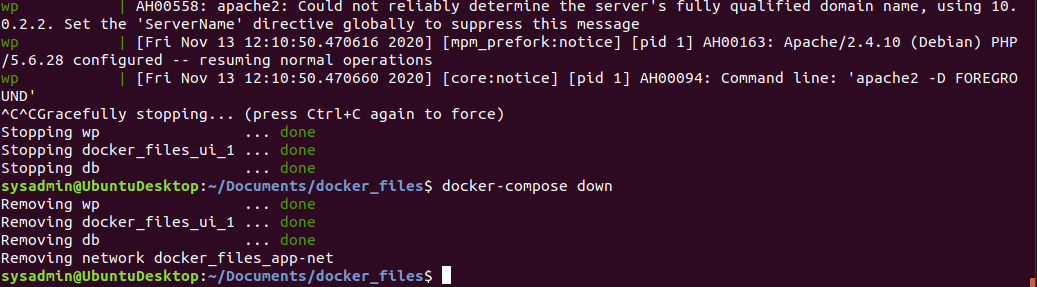 wp            | AH00558: apache2: Could not reliably determine the server's fully qualified domain name, using 10.
0.2.2. Set the 'ServerName' directive globally to suppress this message
wp            | [Fri Nov 13 12:10:50.470616 2020] [mpm_prefork:notice] [pid 1] AH00163: Apache/2.4.10 (Debian) PHP
/5.6.28 configured -- resuming normal operations
wp            | [Fri Nov 13 12:10:50.470660 2020] [core:notice] [pid 1] AH00094: Command line: 'apache2 -D FOREGRO
UND'
^C^CGracefully stopping... (press Ctrl+C again to force)
Stopping wp                ... done
Stopping docker_files_ui_1 ... done
Stopping db                ... done
sysadmin@UbuntuDesktop:~/Documents/docker_files$ docker-compose down
Removing wp                ... done
Removing docker_files_ui_1 ... done
Removing db                ... done
Removing network docker_files_app-net
sysadmin@UbuntuDesktop:~/Documents/docker_files$